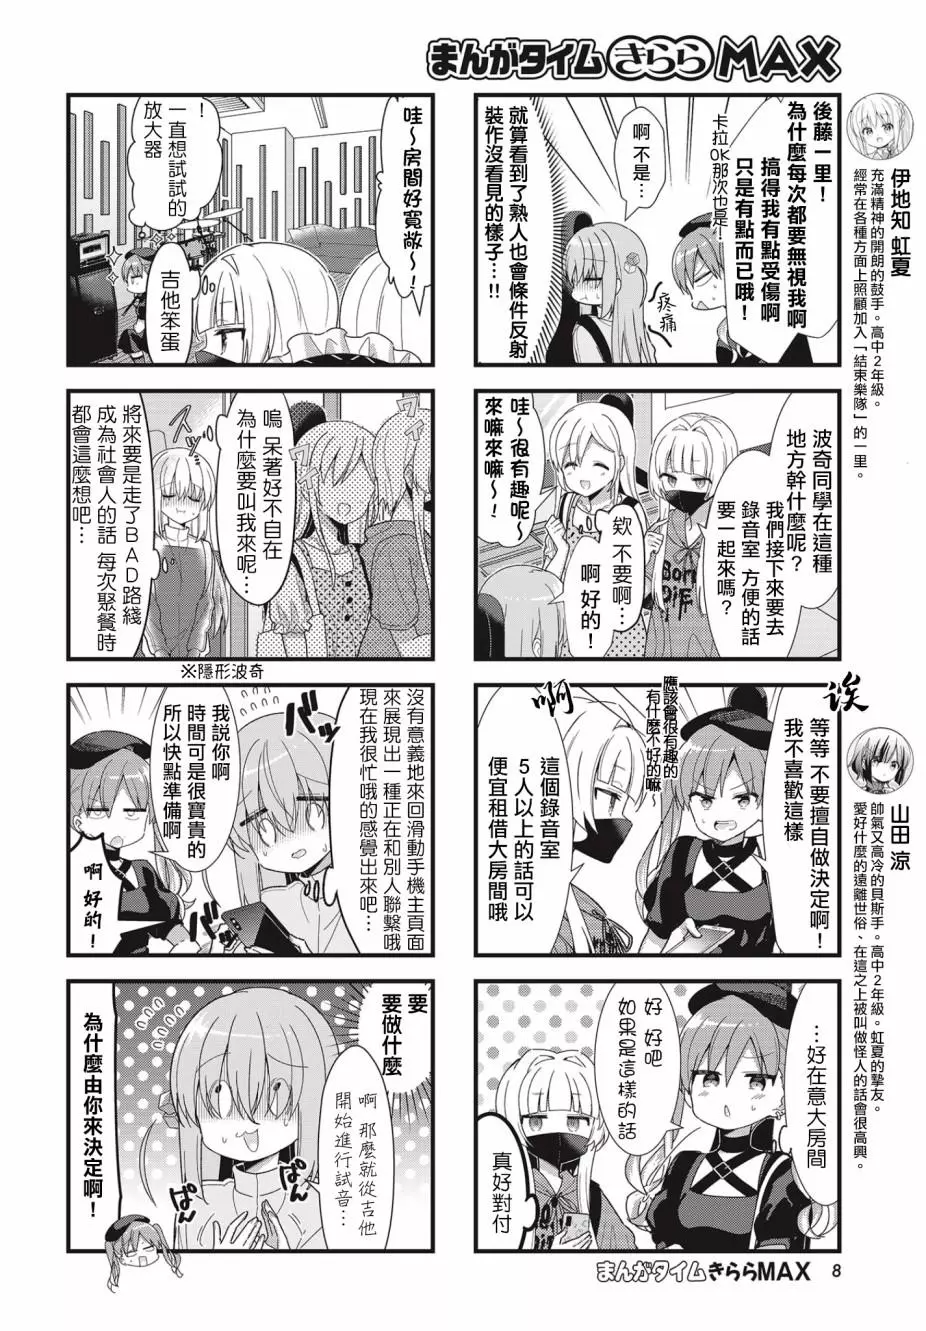 まんがタイムきららMAX
伊地知 虹夏
充滿精神的開朗的鼓手。高中2年級。
經常在各種方面上照顧加入「結束樂隊」的一里。
後藤一里！
為什麼每次都要無視我啊
搞得我有點受傷啊
只是有點而已哦！
疼痛
啊 不是…
卡拉OK那次也是！
就算看到了熟人也會條件反射
裝作沒看見的樣子…!!
波奇同學在這種
地方幹什麼呢？
我們接下來要去
錄音室 方便的話
要一起來嗎？
哇～很有趣呢～
來嘛來嘛～！
欸 不要啊…
啊 好的！
Born
DIE
诶
等等 不要擅自做決定啊！
我不喜歡這樣
應該會很有趣的
有什麼不好的嘛～
啊
這個錄音室
5人以上的話可以
便宜租借大房間哦
山田 涼
帥氣又高冷的貝斯手。高中2年級。虹夏的摯友。
愛好什麼的遠離世俗、在這之上被叫做怪人的話會很高興。
…好在意大房間
好 好吧
如果是這樣的話
真好對付
哇～房間好寬敞～！
！
一直想試試的
放大器
吉他笨蛋
ワイ
ワイ
嗚 呆著好不自在
為什麼要叫我來呢…
將來要是走了BAD路綫
成為社會人的話 每次聚餐時
都會這麼想吧…
※隱形波奇
沒有意義地來回滑動手機主頁面
來展現出一種正在和別人聯繫哦
現在我很忙哦的感覺出來吧…
我說你啊
時間可是很寶貴的
所以快點準備啊
啊 好的！
要
要做什麼
啊 那麼就從吉他
開始進行試音…
ぱん
ぱん
為什麼由你來決定啊！
まんがタイムきららMAX 8